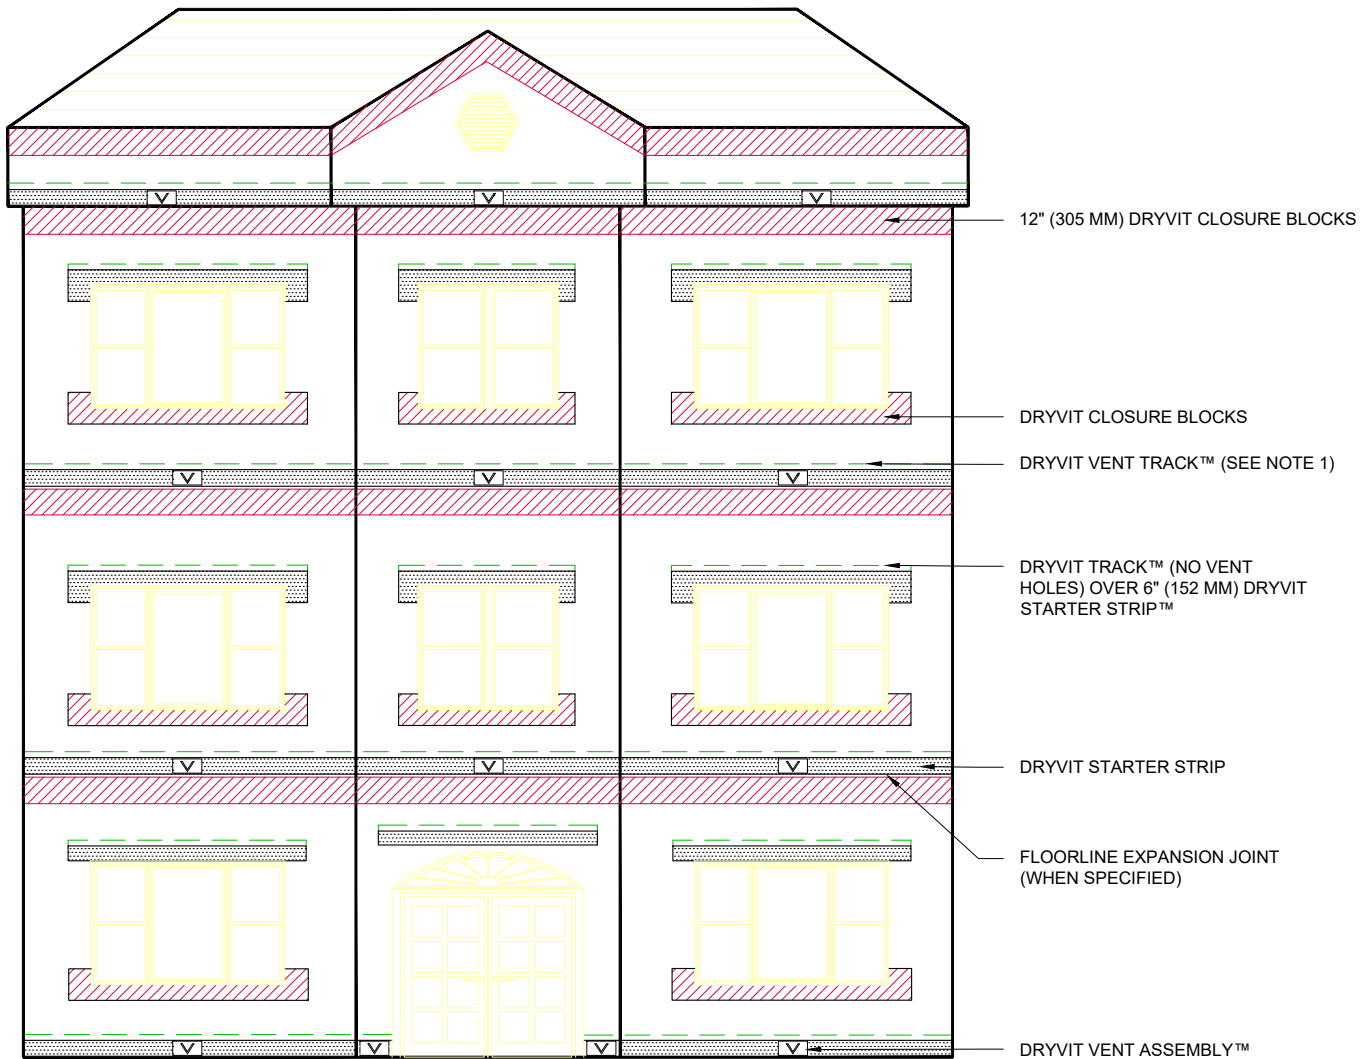 12" (305 MM) DRYVIT CLOSURE BLOCKS
DRYVIT CLOSURE BLOCKS
DRYVIT VENT TRACK™ (SEE NOTE 1)
DRYVIT TRACK™ (NO VENT
HOLES) OVER 6" (152 MM) DRYVIT
STARTER STRIP™
DRYVIT STARTER STRIP
FLOORLINE EXPANSION JOINT
(WHEN SPECIFIED)
DRYVIT VENT ASSEMBLY™